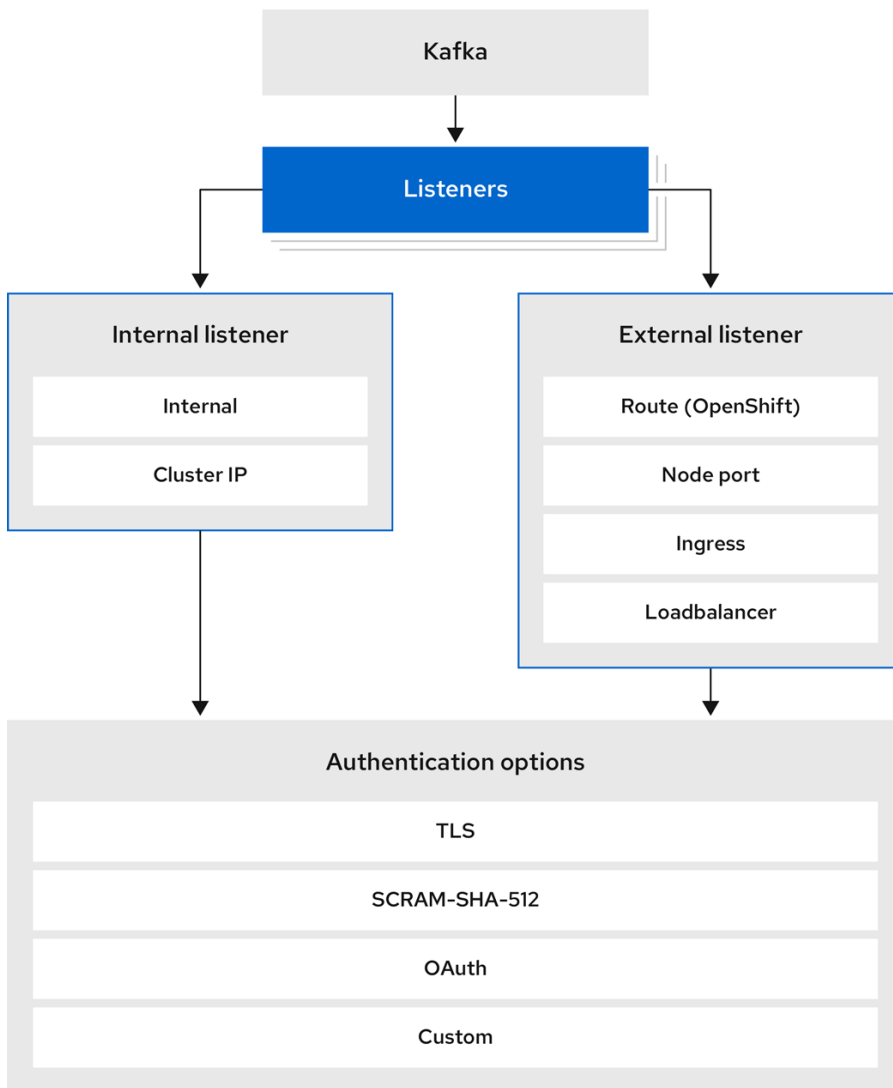 Kafka
Listeners
Internal listener
Internal
Cluster IP
External listener
Route (OpenShift)
Node port
Ingress
Loadbalancer
Authentication options
TLS
SCRAM-SHA-512
OAuth
Custom